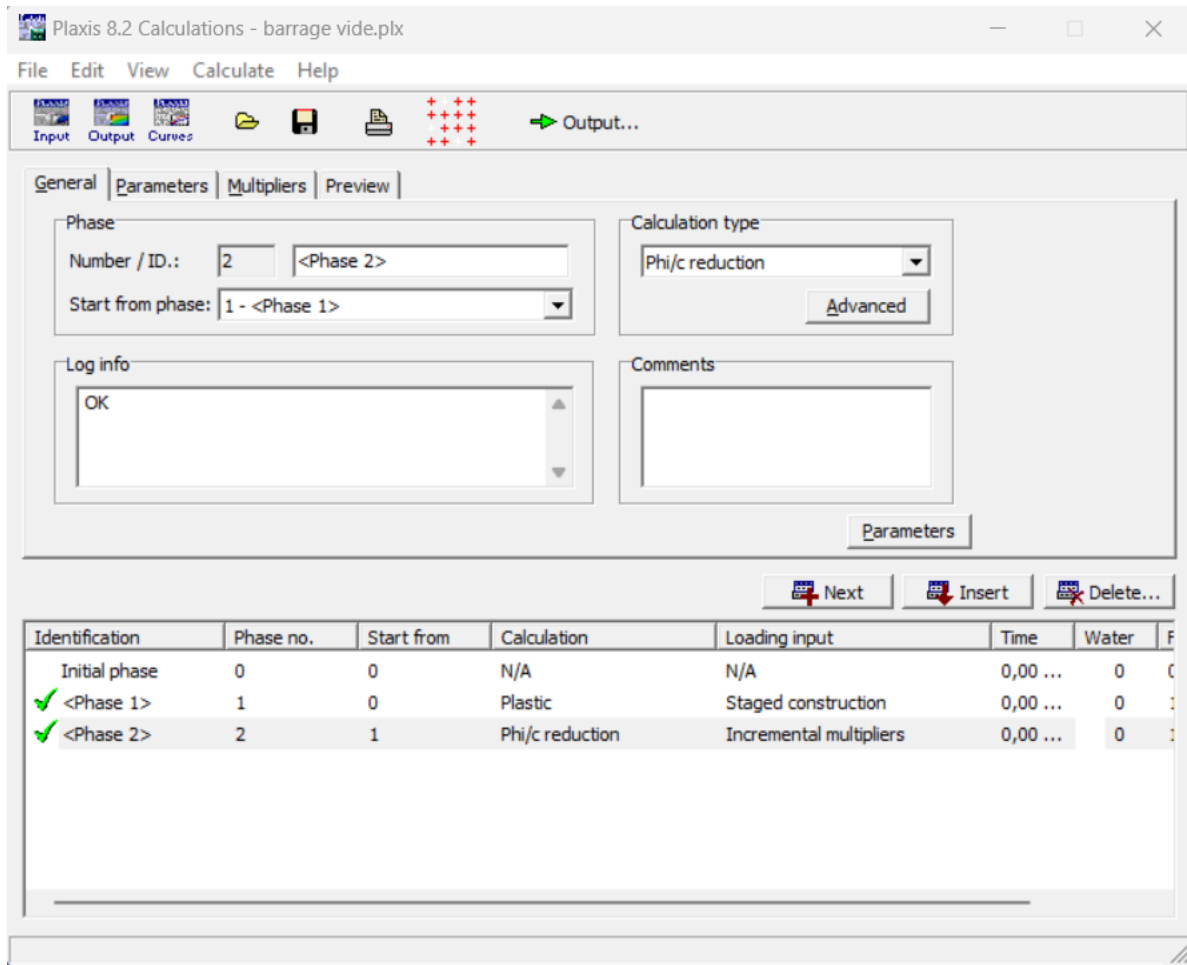 Plaxis 8.2 Calculations - barrage vide.plx
File Edit View Calculate Help
Input Output Curves Output...
General Parameters Multipliers Preview
Phase
Number / ID.: 2 <Phase 2>
Start from phase: 1 - <Phase 1>
Calculation type
Phi/c reduction
Advanced
Log info
OK
Comments
Parameters
Next Insert Delete...
Identification Phase no. Start from Calculation Loading input Time Water F
Initial phase 0 0 N/A N/A 0,00 ... 0
<Phase 1> 1 0 Plastic Staged construction 0,00 ... 0
<Phase 2> 2 1 Phi/c reduction Incremental multipliers 0,00 ... 0